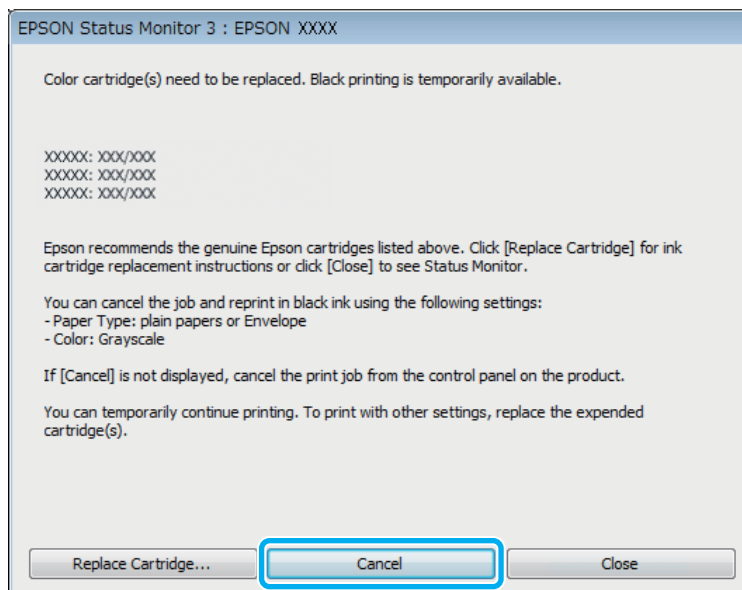 EPSON Status Monitor 3 : EPSON XXXX
Color cartridge(s) need to be replaced. Black printing is temporarily available.
XXXXX: XXX/XXX
XXXXX: XXX/XXX
XXXXX: XXX/XXX
Epson recommends the genuine Epson cartridges listed above. Click [Replace Cartridge] for ink
cartridge replacement instructions or click [Close] to see Status Monitor.
You can cancel the job and reprint in black ink using the following settings:
- Paper Type: plain papers or Envelope
- Color: Grayscale
If [Cancel] is not displayed, cancel the print job from the control panel on the product.
You can temporarily continue printing. To print with other settings, replace the expended
cartridge(s).
Replace Cartridge... Cancel Close